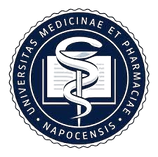 UNIVERSITAS MEDICINAE ET PHARMACIAE
• NAPOCENSIS •